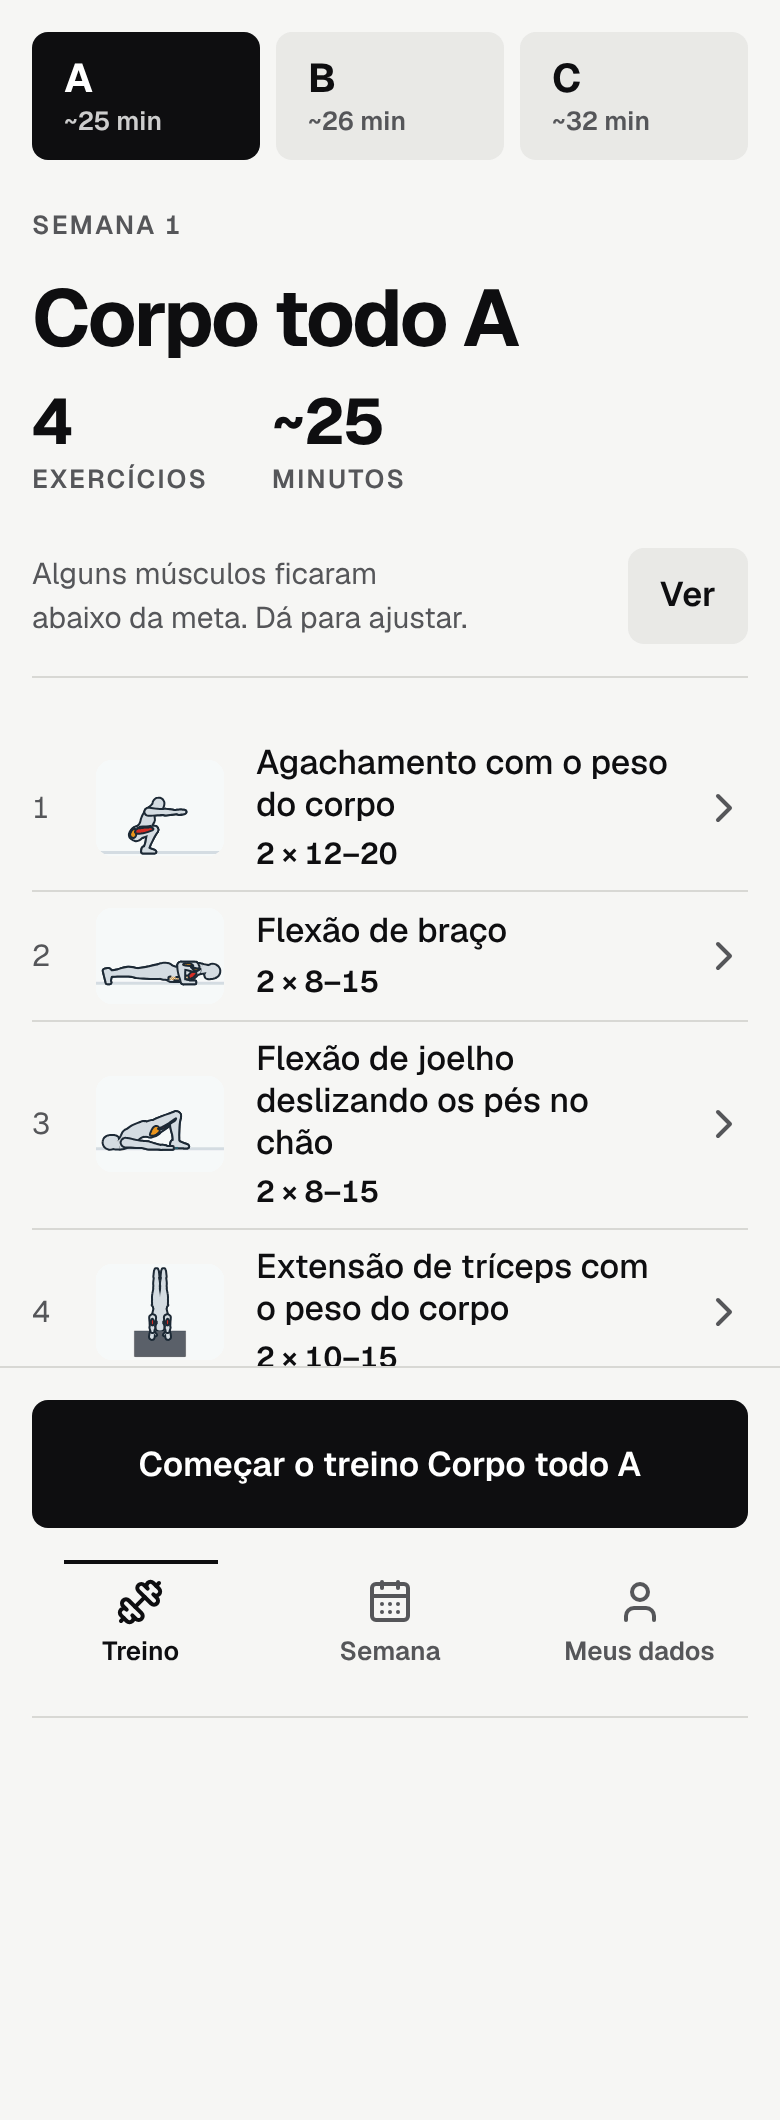 A
~25 min
B
~26 min
C
~32 min
SEMANA 1
Corpo todo A
4
EXERCÍCIOS
~25
MINUTOS
Alguns músculos ficaram
abaixo da meta. Dá para ajustar.
Ver
1
Agachamento com o peso
do corpo
2 × 12–20
2
Flexão de braço
2 × 8–15
3
Flexão de joelho
deslizando os pés no
chão
2 × 8–15
4
Extensão de tríceps com
o peso do corpo
2 × 10–15
Começar o treino Corpo todo A
Treino
Semana
Meus dados